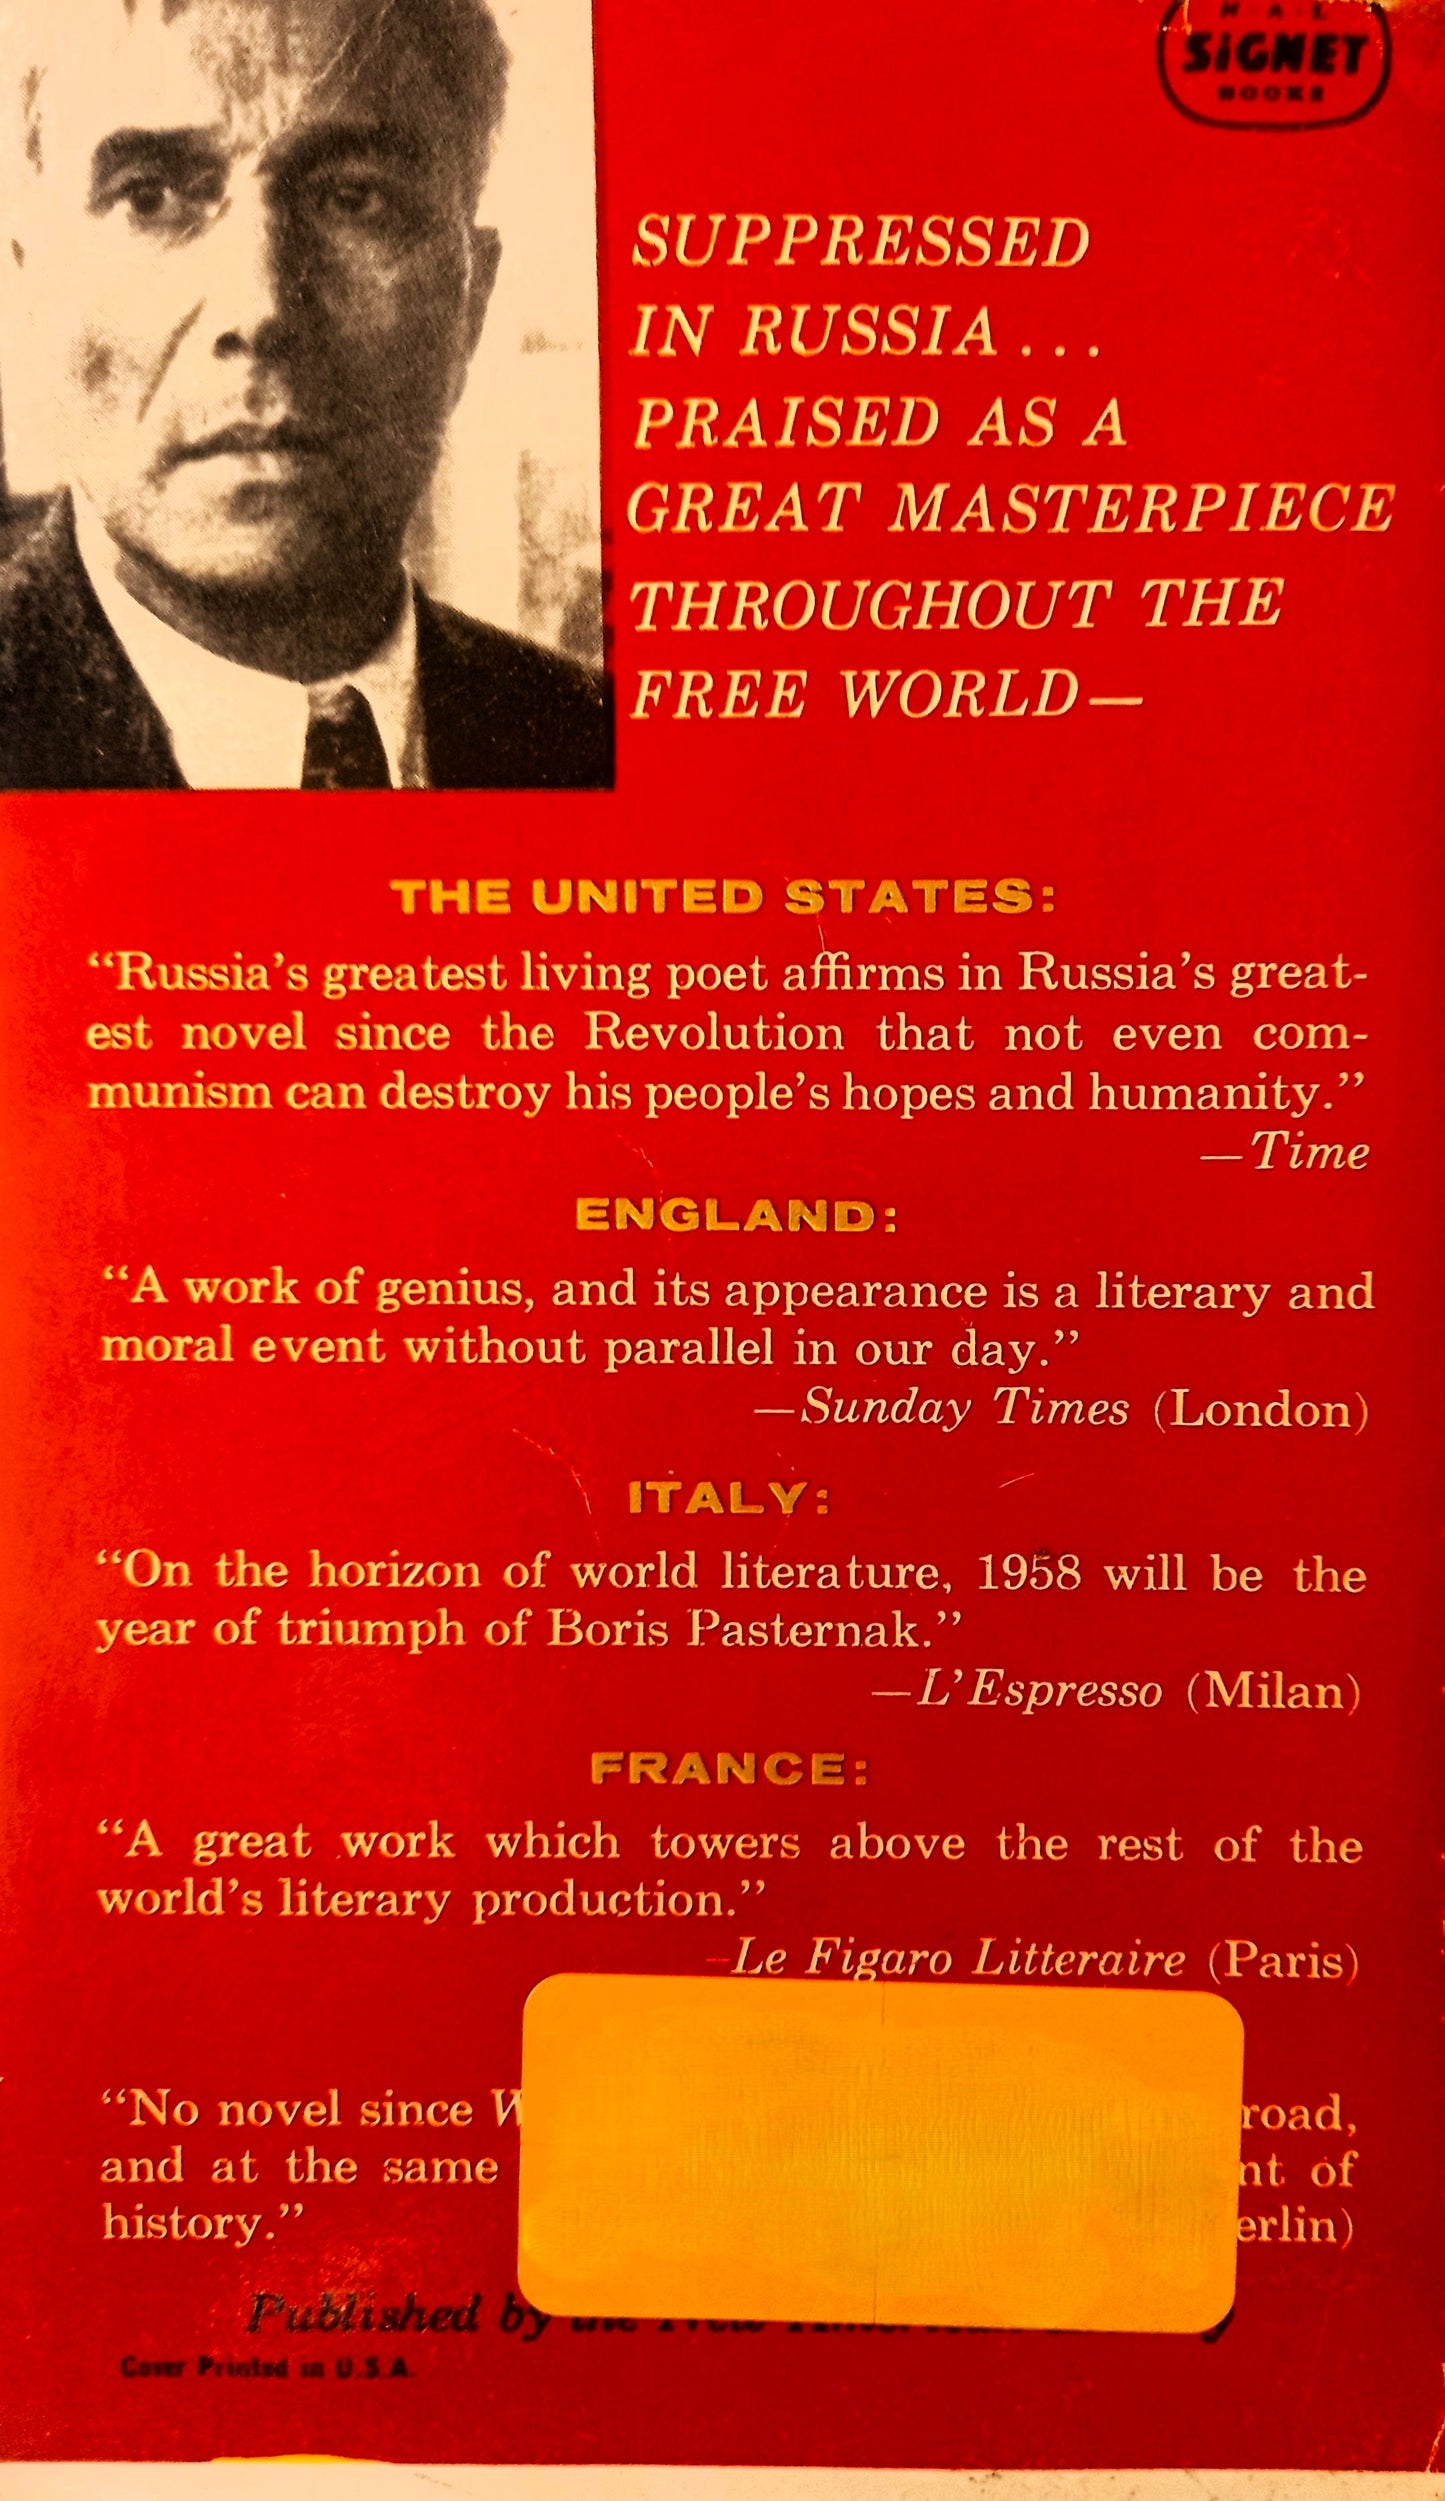 N·A·L
SIGNET
BOOKS
SUPPRESSED
IN RUSSIA...
PRAISED AS A
GREAT MASTERPIECE
THROUGHOUT THE
FREE WORLD—
THE UNITED STATES:
“Russia’s greatest living poet affirms in Russia’s great-
est novel since the Revolution that not even com-
munism can destroy his people’s hopes and humanity.”
—Time
ENGLAND:
“A work of genius, and its appearance is a literary and
moral event without parallel in our day.”
—Sunday Times (London)
ITALY:
“On the horizon of world literature, 1958 will be the
year of triumph of Boris Pasternak.”
—L’Espresso (Milan)
FRANCE:
“A great work which towers above the rest of the
world’s literary production.”
—Le Figaro Litteraire (Paris)
“No novel since
and at the same of
history.”
Published by the New
Cover Printed in U.S.A.